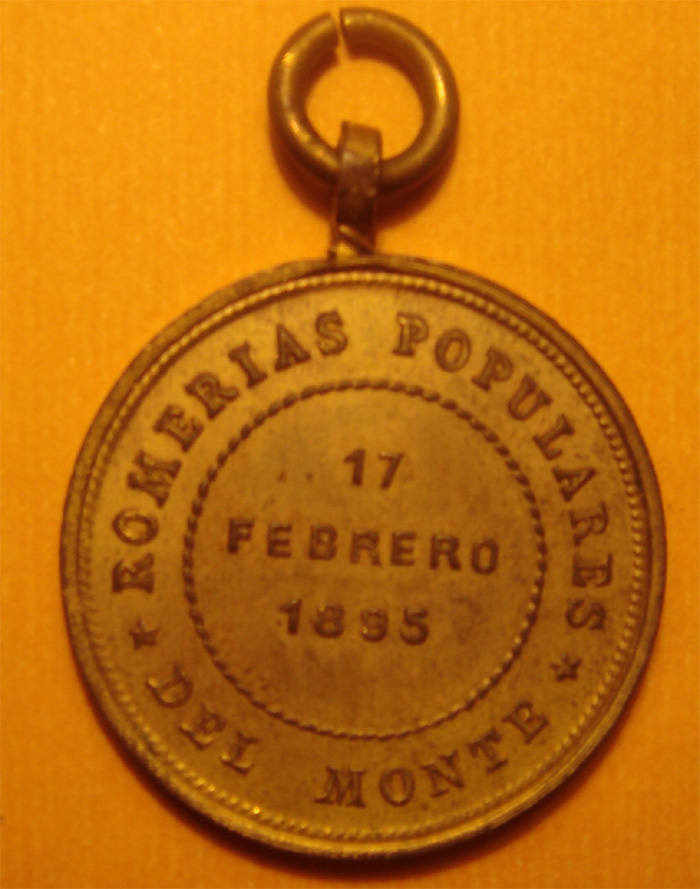 ROMERIAS POPULARES
★ DEL MONTE ★
17
FEBRERO
1895